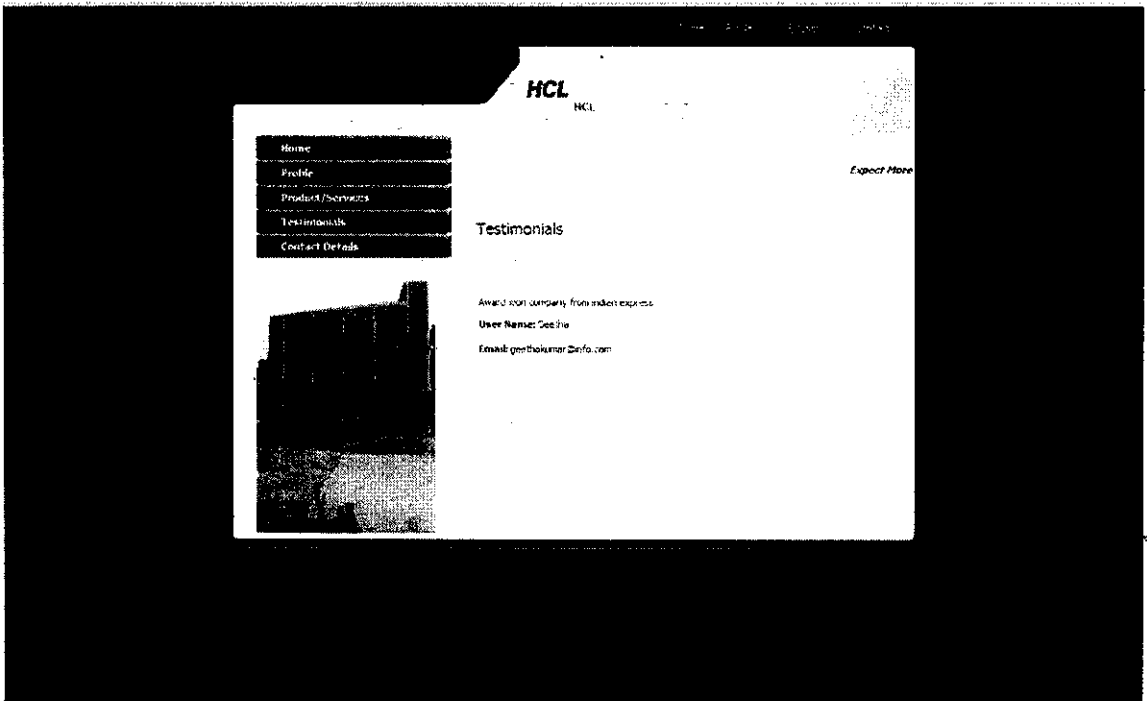 HCL
HCL
Home
Profile
Product/Services
Testimonials
Contact Details
Expect More
Testimonials
Award won company from indian express
User Name: Geetha
Email: geethakumar@info.com